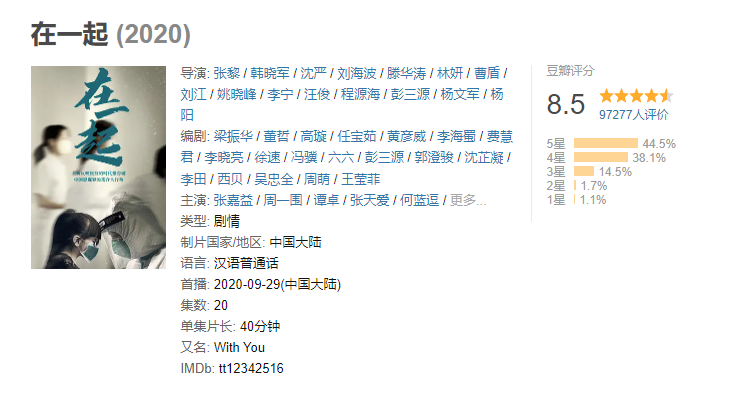 在一起 (2020)
在一起
导演: 张黎 / 韩晓军 / 沈严 / 刘海波 / 滕华涛 / 林妍 / 曹盾 /
刘江 / 姚晓峰 / 李宁 / 汪俊 / 程源海 / 彭三源 / 杨文军 / 杨
阳
编剧: 梁振华 / 董哲 / 高璇 / 任宝茹 / 黄彦威 / 李海蜀 / 费慧
君 / 李晓亮 / 徐速 / 冯骥 / 六六 / 彭三源 / 郭澄骏 / 沈芷凝 /
李田 / 西贝 / 吴忠全 / 周萌 / 王莹菲
主演: 张嘉益 / 周一围 / 谭卓 / 张天爱 / 何蓝逗 / 更多...
类型: 剧情
制片国家/地区: 中国大陆
语言: 汉语普通话
首播: 2020-09-29(中国大陆)
集数: 20
单集片长: 40分钟
又名: With You
IMDb: tt12342516
豆瓣评分
8.5
97277人评价
5星 44.5%
4星 38.1%
3星 14.5%
2星 1.7%
1星 1.1%